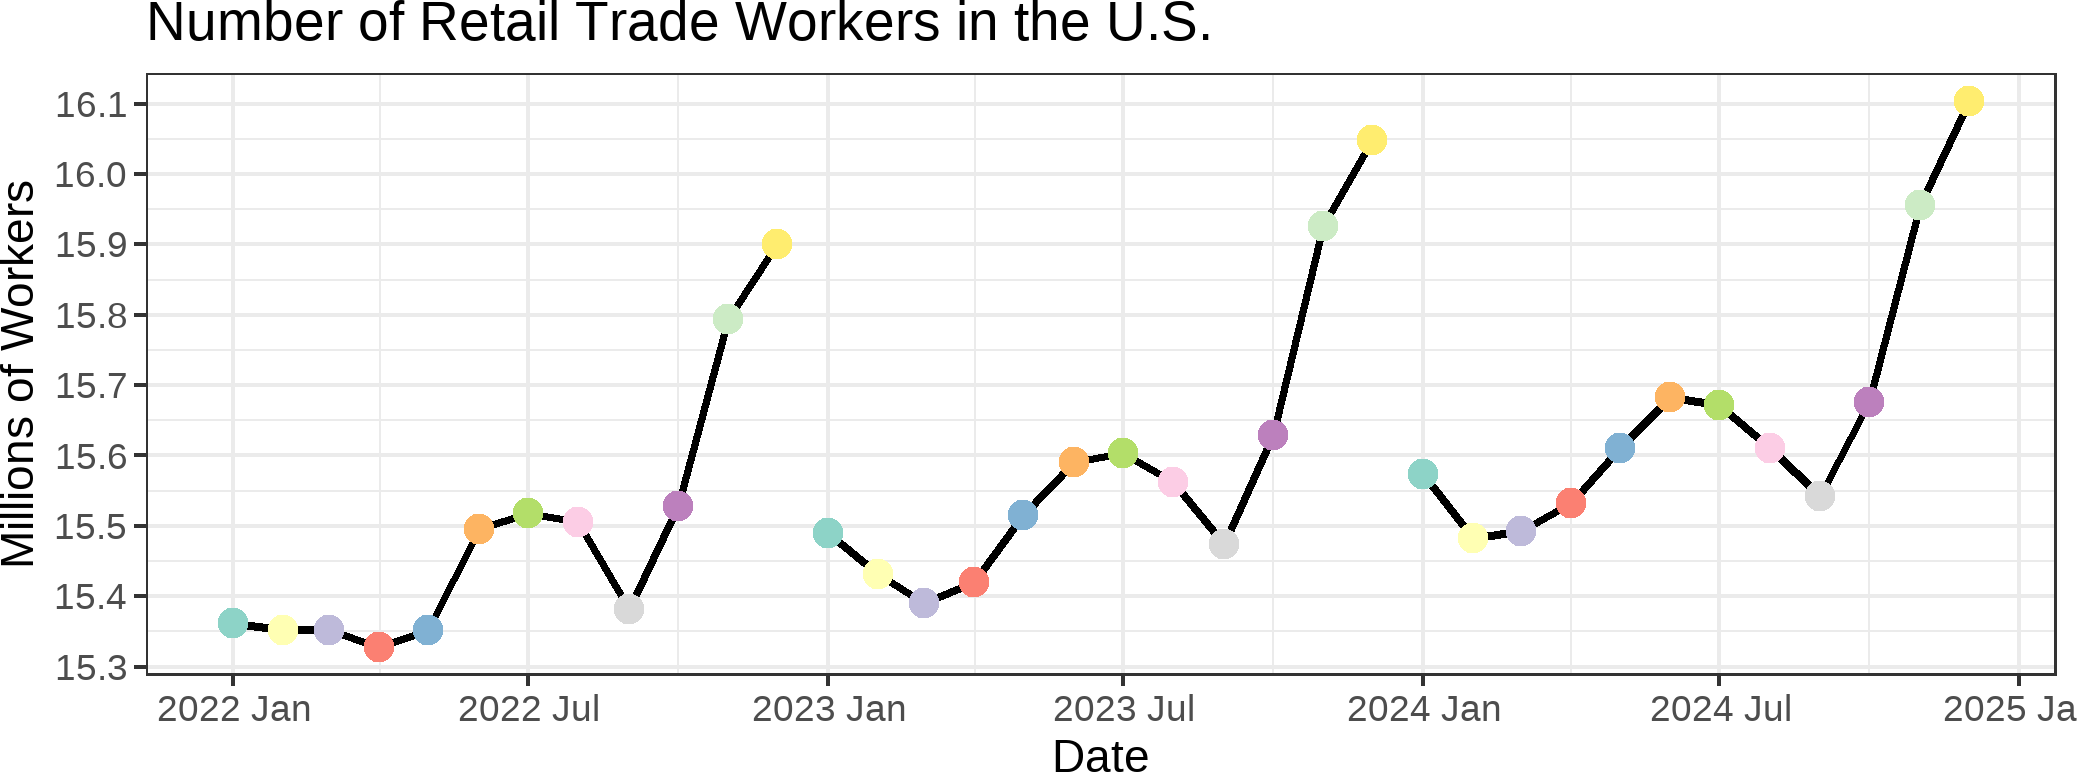 Number of Retail Trade Workers in the U.S.
Millions of Workers
16.1
16.0
15.9
15.8
15.7
15.6
15.5
15.4
15.3
2022 Jan 2022 Jul 2023 Jan 2023 Jul 2024 Jan 2024 Jul 2025 Ja
Date